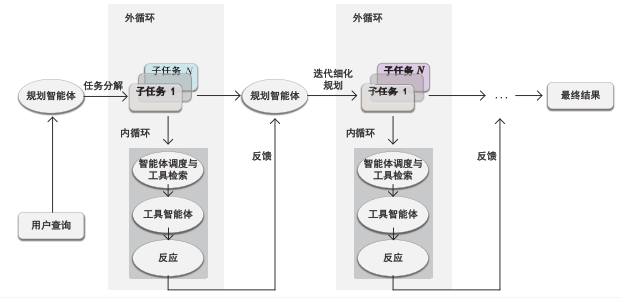 外循环
外循环
子任务 N
子任务 1
任务分解
规划智能体
规划智能体
迭代细化
规划
子任务 N
子任务 1
...
最终结果
内循环
内循环
智能体调度与
工具检索
反馈
智能体调度与
工具检索
反馈
工具智能体
工具智能体
用户查询
反应
反应